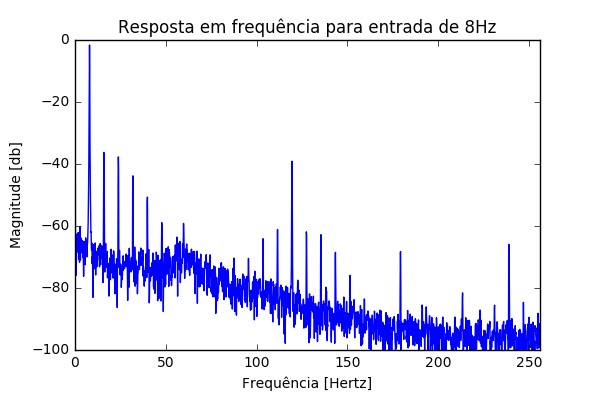 Resposta em frequência para entrada de 8Hz
0
−20
−40
−60
−80
−100
Magnitude [db]
0 50 100 150 200 250
Frequência [Hertz]